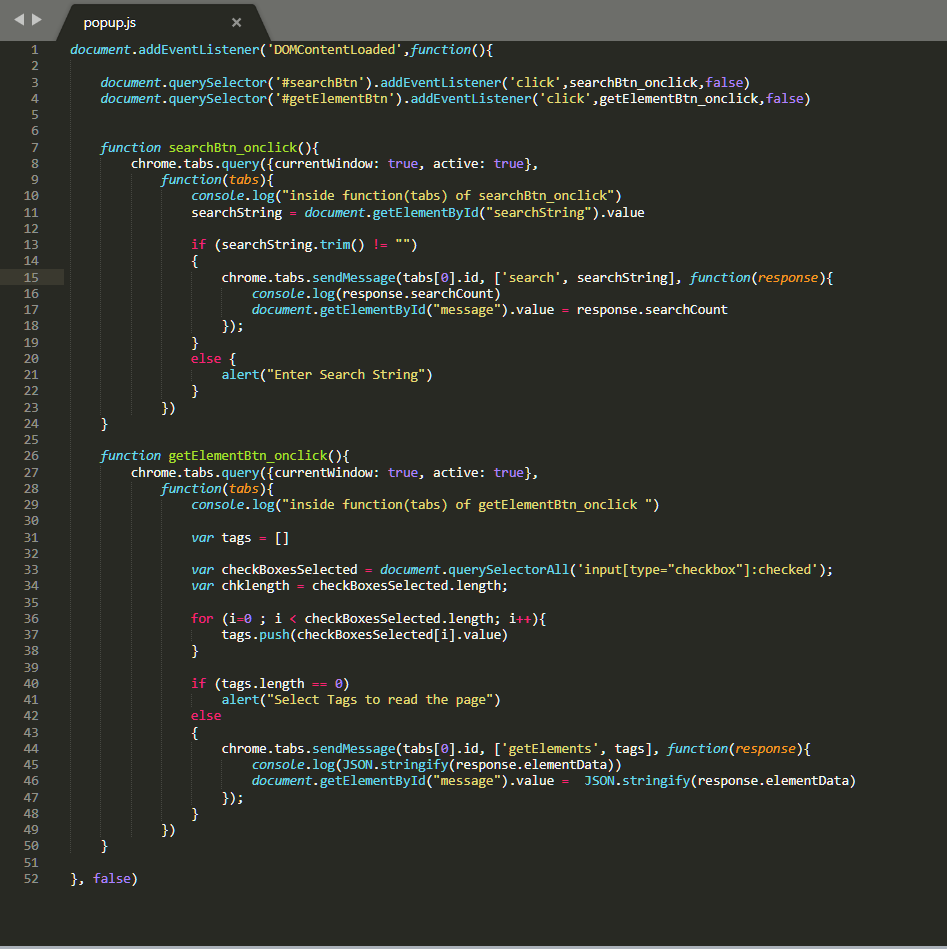 popup.js
1 document.addEventListener('DOMContentLoaded',function(){
2
3     document.querySelector('#searchBtn').addEventListener('click',searchBtn_onclick,false)
4     document.querySelector('#getElementBtn').addEventListener('click',getElementBtn_onclick,false)
5
6
7     function searchBtn_onclick(){
8         chrome.tabs.query({currentWindow: true, active: true},
9             function(tabs){
10                 console.log("inside function(tabs) of searchBtn_onclick")
11                 searchString = document.getElementById("searchString").value
12
13                 if (searchString.trim() != "")
14                 {
15                     chrome.tabs.sendMessage(tabs[0].id, ['search', searchString], function(response){
16                         console.log(response.searchCount)
17                         document.getElementById("message").value = response.searchCount
18                     });
19                 }
20                 else {
21                     alert("Enter Search String")
22                 }
23             })
24     }
25
26     function getElementBtn_onclick(){
27         chrome.tabs.query({currentWindow: true, active: true},
28             function(tabs){
29                 console.log("inside function(tabs) of getElementBtn_onclick ")
30
31                 var tags = []
32
33                 var checkBoxesSelected = document.querySelectorAll('input[type="checkbox"]:checked');
34                 var chklength = checkBoxesSelected.length;
35
36                 for (i=0 ; i < checkBoxesSelected.length; i++){
37                     tags.push(checkBoxesSelected[i].value)
38                 }
39
40                 if (tags.length == 0)
41                     alert("Select Tags to read the page")
42                 else
43                 {
44                     chrome.tabs.sendMessage(tabs[0].id, ['getElements', tags], function(response){
45                         console.log(JSON.stringify(response.elementData))
46                         document.getElementById("message").value =  JSON.stringify(response.elementData)
47                     });
48                 }
49             })
50     }
51
52 }, false)